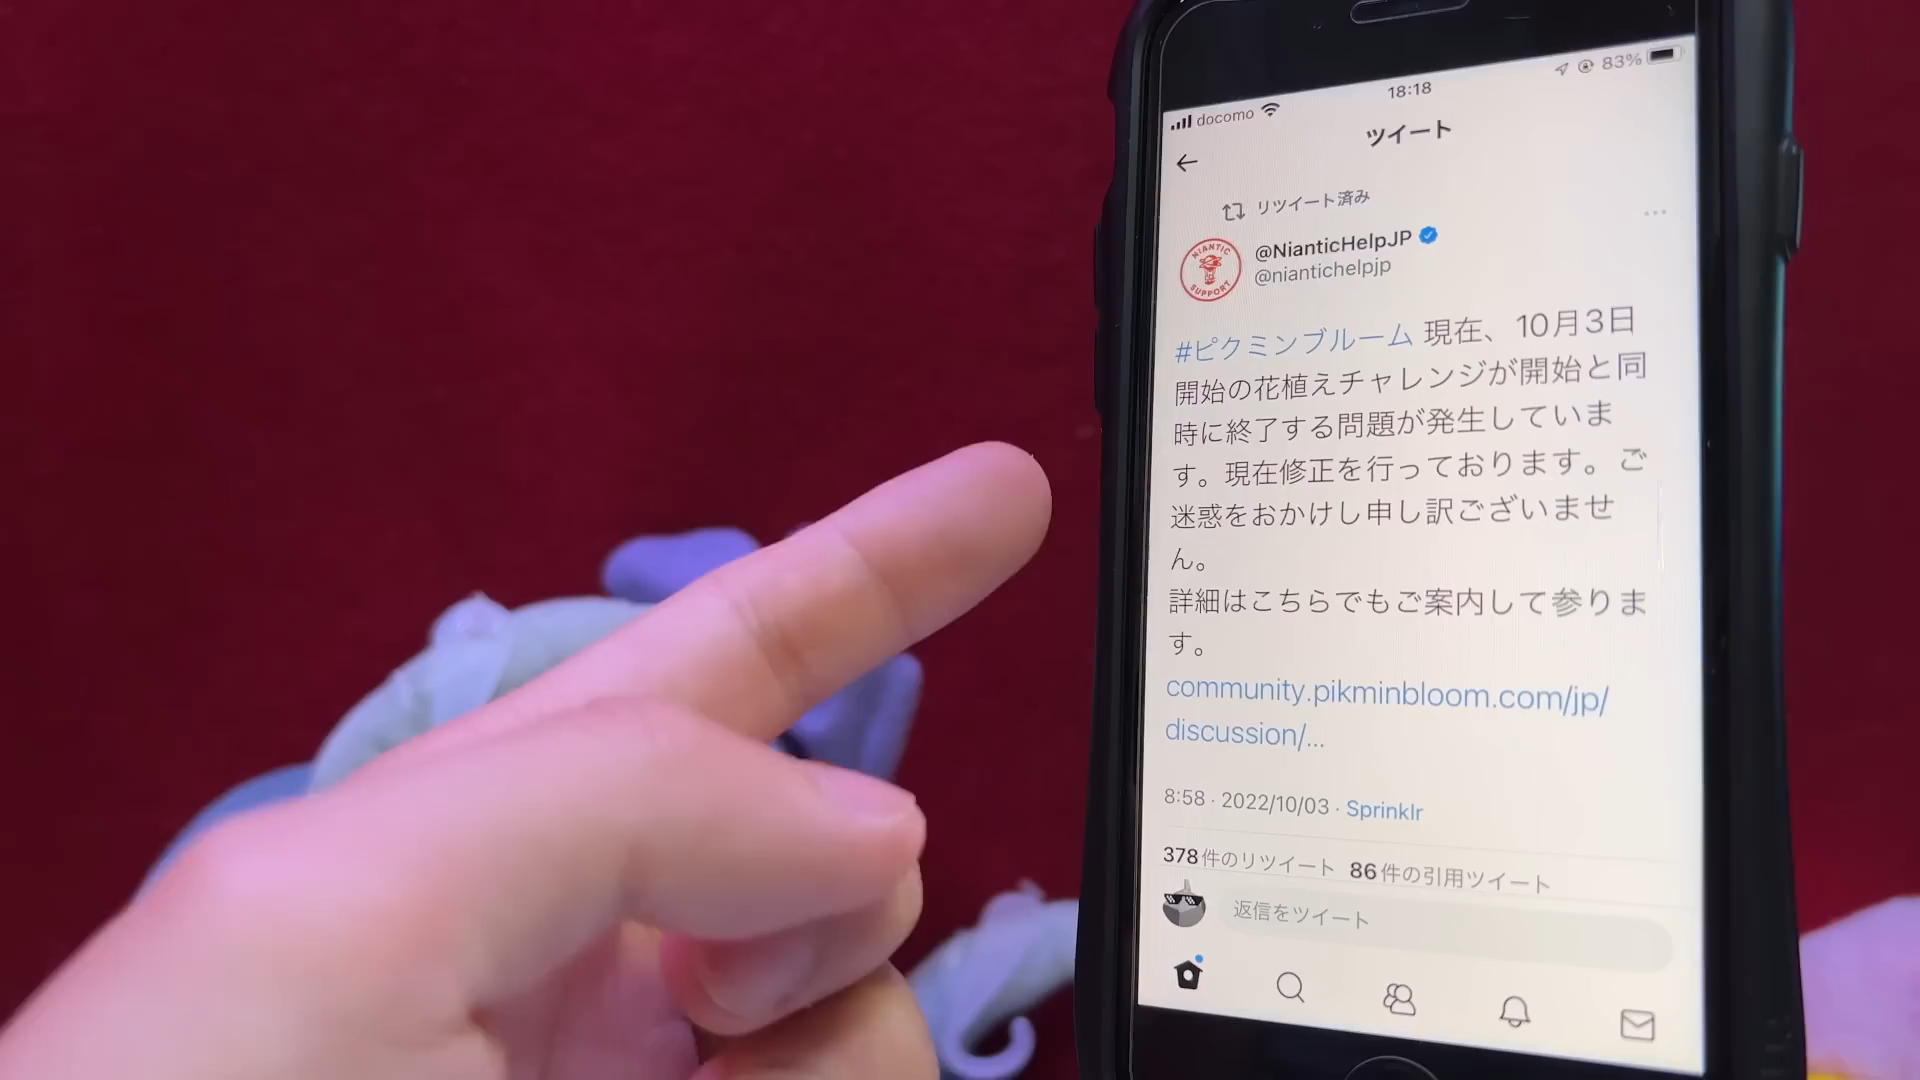 docomo 18:18 83%
ツイート
リツイート済み
@NianticHelpJP
@niantichelpjp
NIANTIC
SUPPORT
#ピクミンブルーム 現在、10月3日
開始の花植えチャレンジが開始と同
時に終了する問題が発生していま
す。現在修正を行っております。ご
迷惑をおかけし申し訳ございませ
ん。
詳細はこちらでもご案内して参りま
す。
community.pikminbloom.com/jp/
discussion/...
8:58 · 2022/10/03 · Sprinklr
378件のリツイート 86件の引用ツイート
返信をツイート